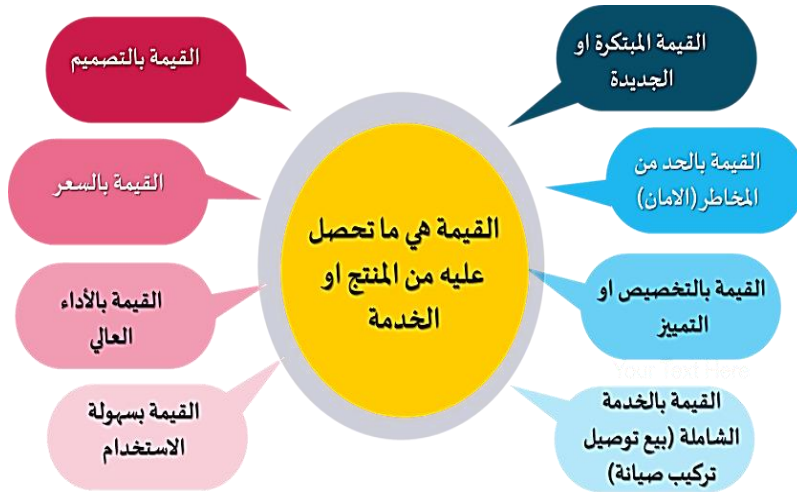 القيمة المبتكرة او
الجديدة
القيمة بالتصميم
القيمة بالحد من
المخاطر (الامان)
القيمة بالسعر
القيمة هي ما تحصل
عليه من المنتج او
الخدمة
القيمة بالتخصيص او
التمييز
القيمة بالأداء
العالي
Your Text Here
القيمة بالخدمة
الشاملة (بيع توصيل
تركيب صيانة)
القيمة بسهولة
الاستخدام